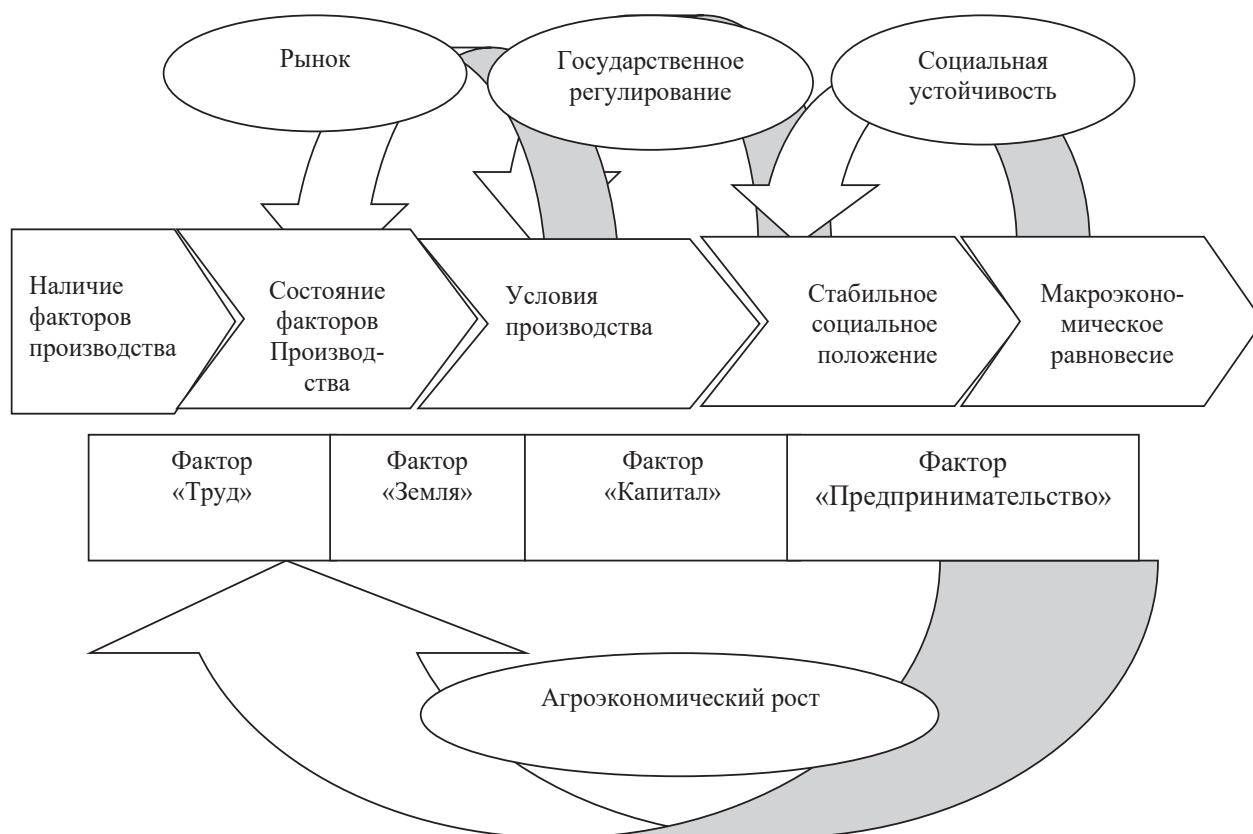 Рынок
Государственное
регулирование
Социальная
устойчивость
Наличие
факторов
производства
Состояние
факторов
Производ-
ства
Условия
производства
Стабильное
социальное
положение
Макроэконо-
мическое
равновесие
Фактор
«Труд»
Фактор
«Земля»
Фактор
«Капитал»
Фактор
«Предпринимательство»
Агроэкономический рост